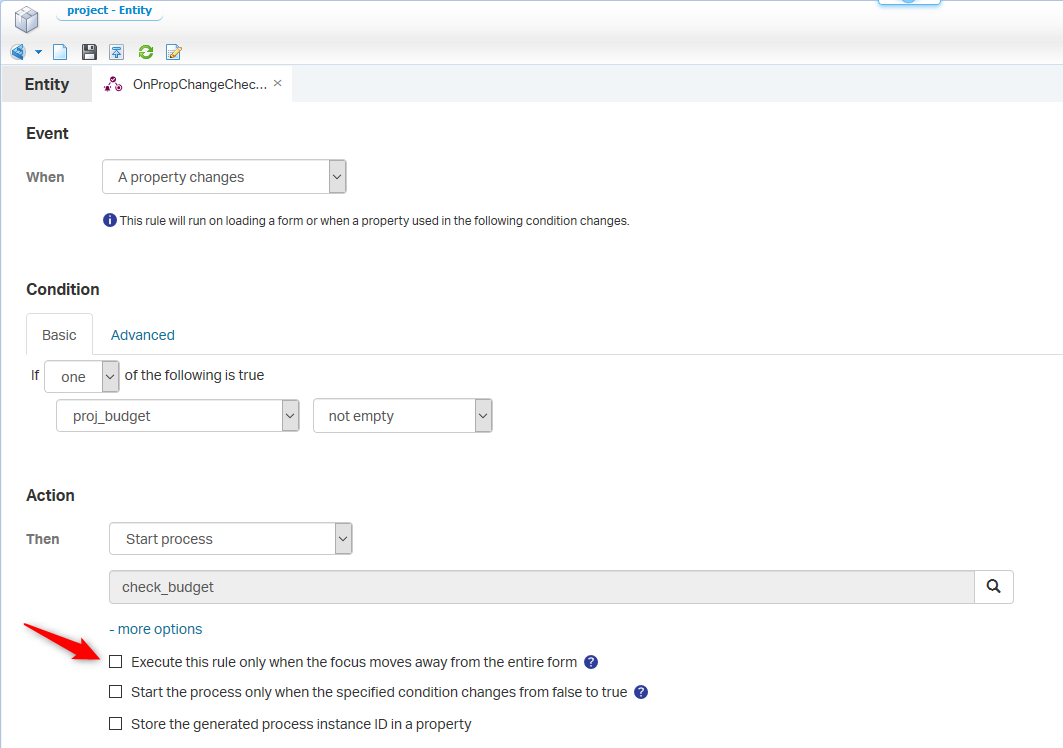 project - Entity
Entity
OnPropChangeChec...
Event
When
A property changes
This rule will run on loading a form or when a property used in the following condition changes.
Condition
Basic
Advanced
If one of the following is true
proj_budget
not empty
Action
Then
Start process
check_budget
- more options
Execute this rule only when the focus moves away from the entire form ?
Start the process only when the specified condition changes from false to true ?
Store the generated process instance ID in a property